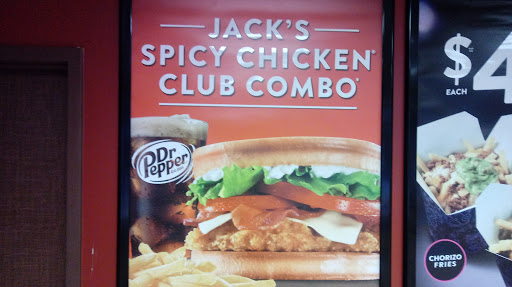 JACK'S
SPICY CHICKEN®
CLUB COMBO®
Dr
Pepper
$4
EACH
CHORIZO
FRIES